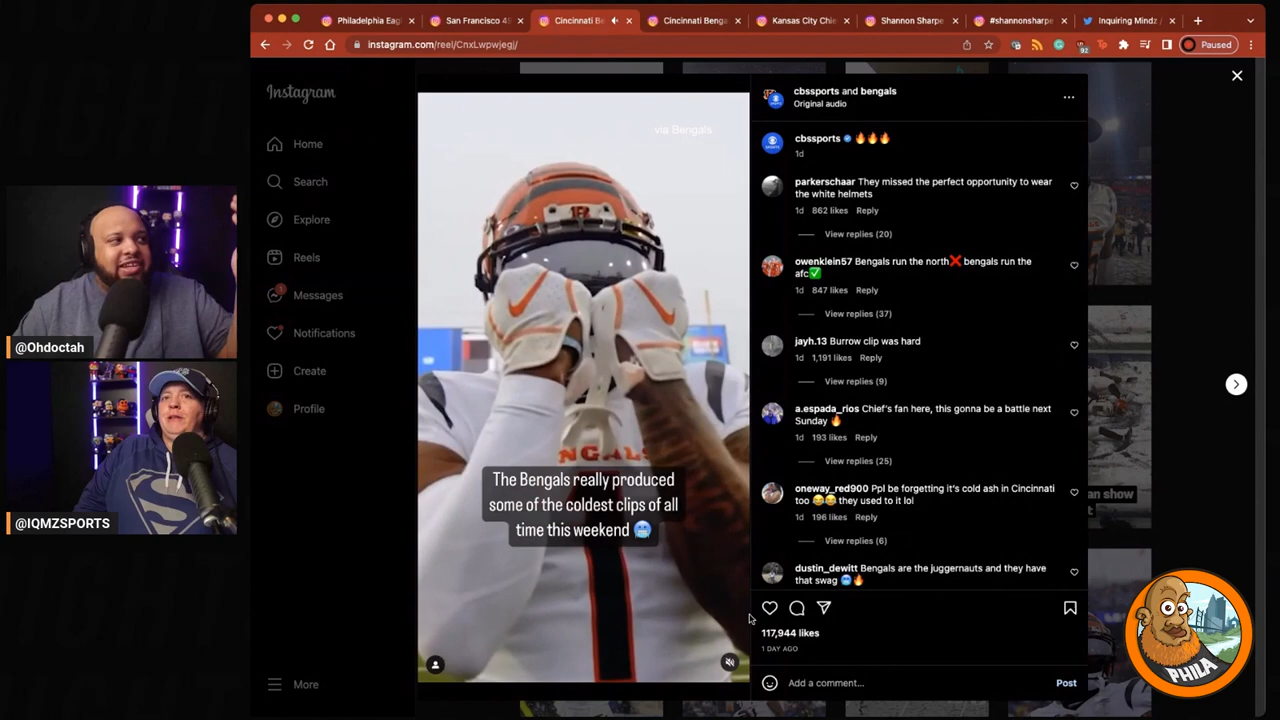 Philadelphia Eagl
San Francisco 4
Cincinnati Be
Cincinnati Benga
Kansas City Chie
Shannon Sharpe
#shannonsharpe
Inquiring Mindz /
instagram.com/reel/CnxLwpwjegj/
92
Paused
Instagram
Home
Search
Explore
Reels
1
Messages
Notifications
Create
Profile
More
via Bengals
NGALS
The Bengals really produced
some of the coldest clips of all
time this weekend 🥶
cbssports and bengals
Original audio
cbssports 🔥🔥🔥
1d
parkerschaar They missed the perfect opportunity to wear
the white helmets
1d 862 likes Reply
View replies (20)
owenklein57 Bengals run the north❌ bengals run the
afc✅
1d 847 likes Reply
View replies (37)
jayh.13 Burrow clip was hard
1d 1,191 likes Reply
View replies (9)
a.espada_rios Chief's fan here, this gonna be a battle next
Sunday 🔥
1d 193 likes Reply
View replies (25)
oneway_red900 Ppl be forgetting it's cold ash in Cincinnati
too 😂😂 they used to it lol
1d 196 likes Reply
View replies (6)
dustin_dewitt Bengals are the juggernauts and they have
that swag 🥶🔥
117,944 likes
1 DAY AGO
Add a comment...
Post
an show
@Ohdoctah
@IQMZSPORTS
PHILA